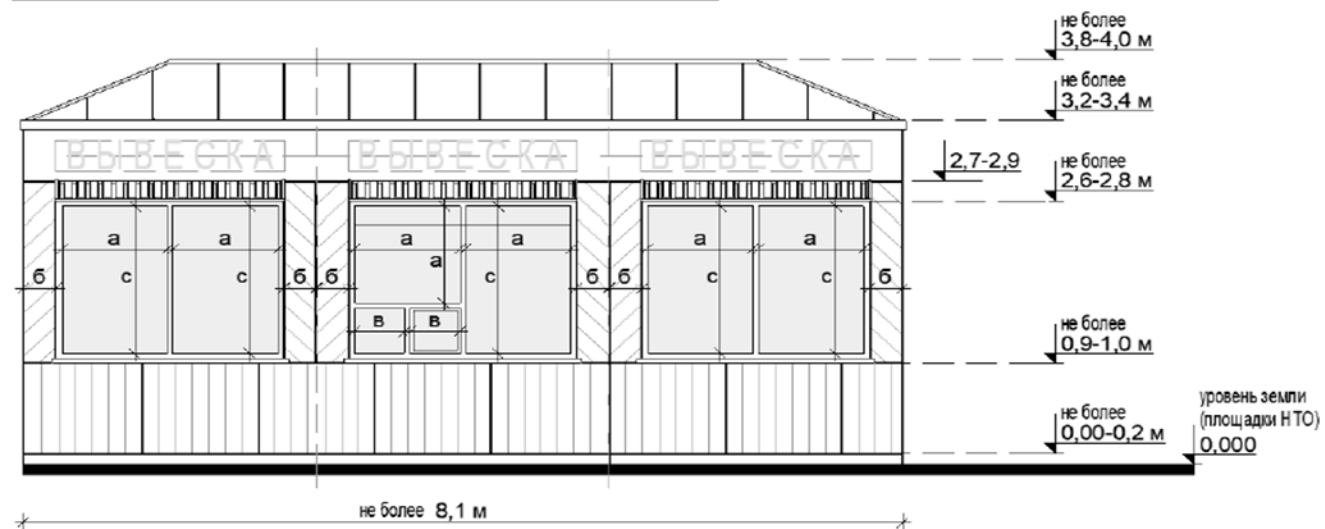 не более
3,8-4,0 м
не более
3,2-3,4 м
ВЫВЕСКА ВЫВЕСКА ВЫВЕСКА
2,7-2,9
не более
2,6-2,8 м
а а а а а а
а
б с с б б с б б с с б
в в
не более
0,9-1,0 м
уровень земли
(площадки НТО)
0,000
не более
0,00-0,2 м
не более 8,1 м